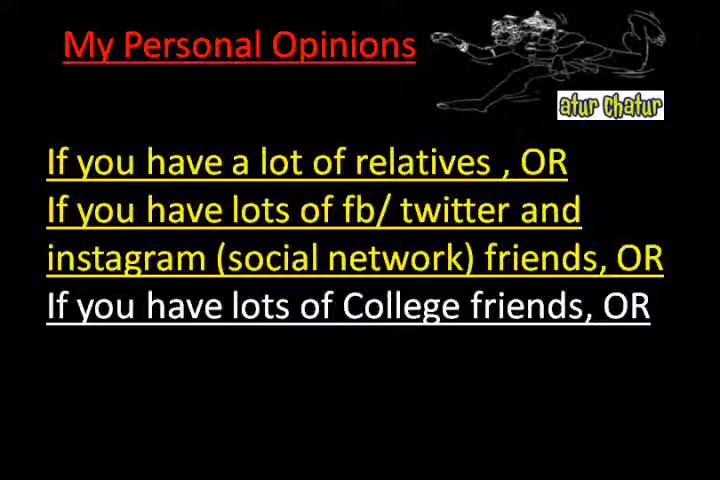 My Personal Opinions
atur chatur
If you have a lot of relatives , OR
If you have lots of fb/ twitter and
instagram (social network) friends, OR
If you have lots of College friends, OR